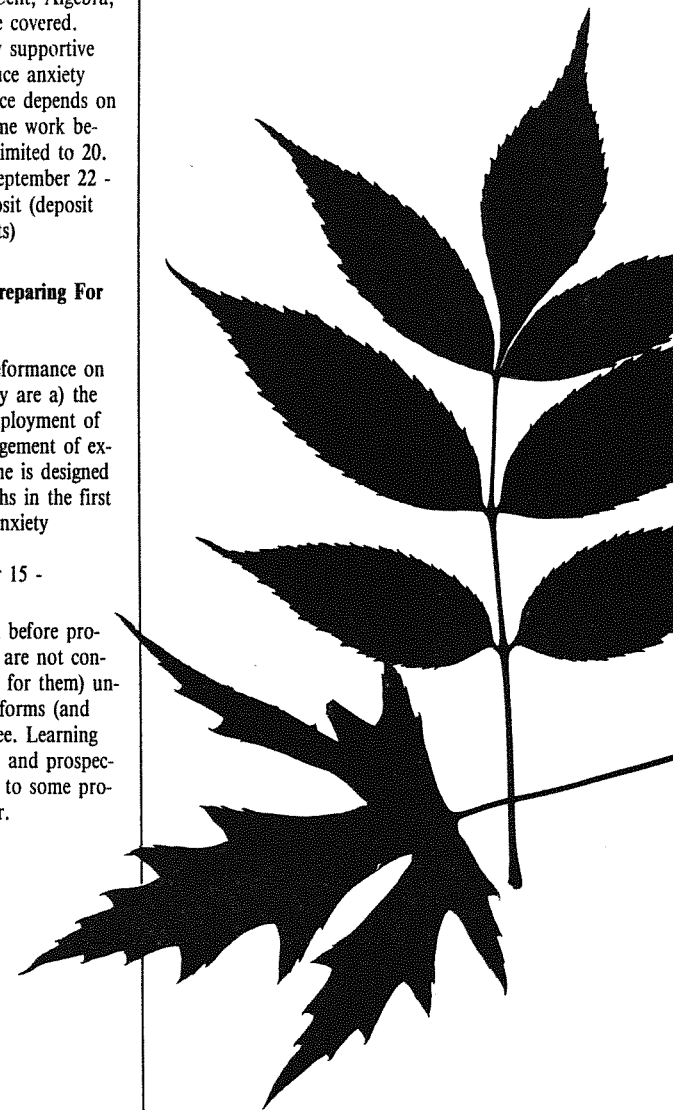 cent, Algebra,
e covered.
supportive
uce anxiety
ce depends on
me work be-
imited to 20.
eptember 22 -
osit (deposit
ts)
reparing For
formance on
y are a) the
ployment of
gement of ex-
ne is designed
hs in the first
nxiety
15 -
before pro-
are not con-
for them) un-
forms (and
ee. Learning
and prospec-
to some pro-
r.